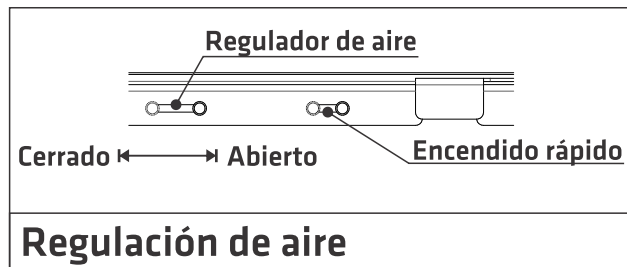 Regulador de aire
Cerrado Abierto
Encendido rápido
Regulación de aire